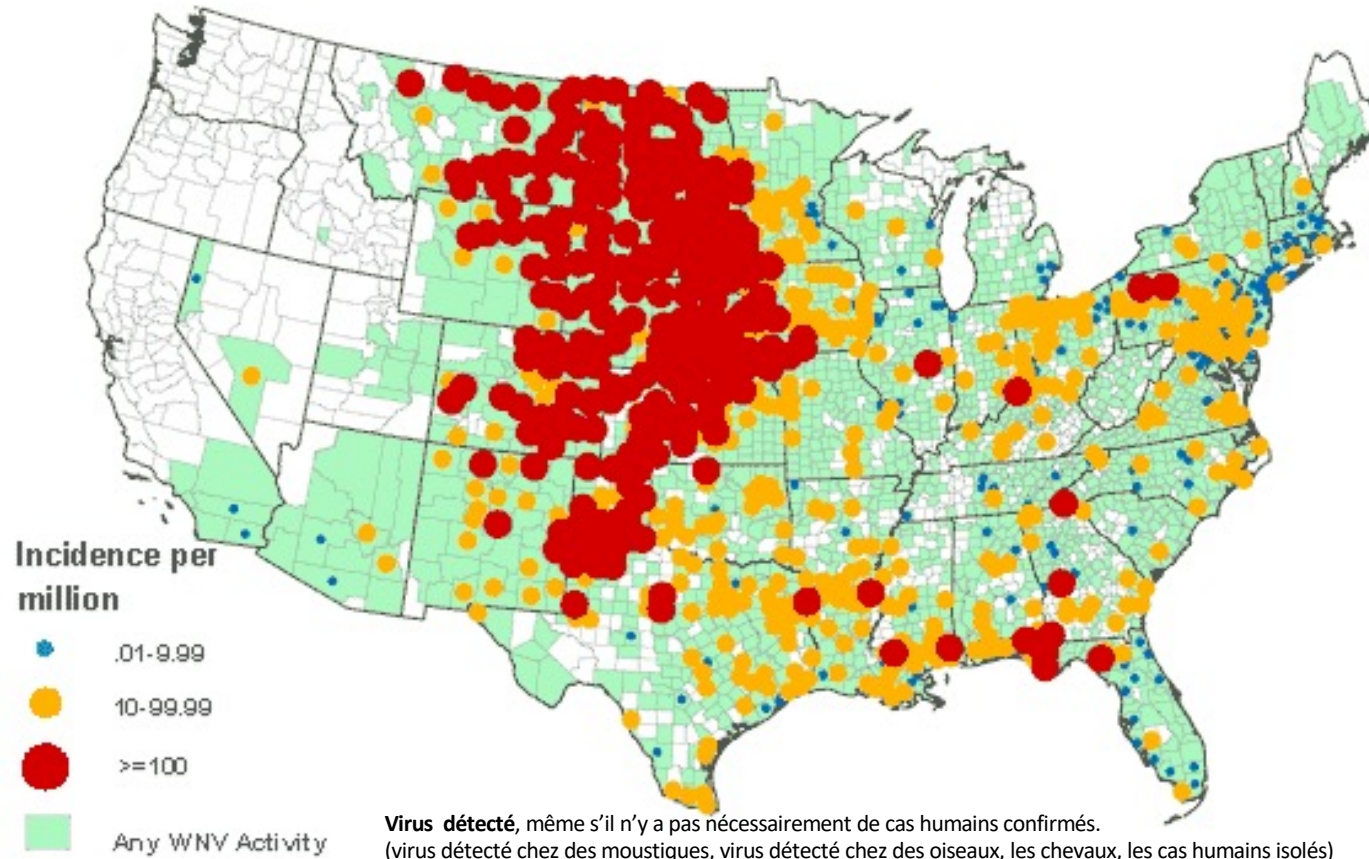 Incidence per
million
.01-9.99
10-99.99
>=100
Any WNV Activity
Virus détecté, même s'il n'y a pas nécessairement de cas humains confirmés.
(virus détecté chez des moustiques, virus détecté chez des oiseaux, les chevaux, les cas humains isolés)